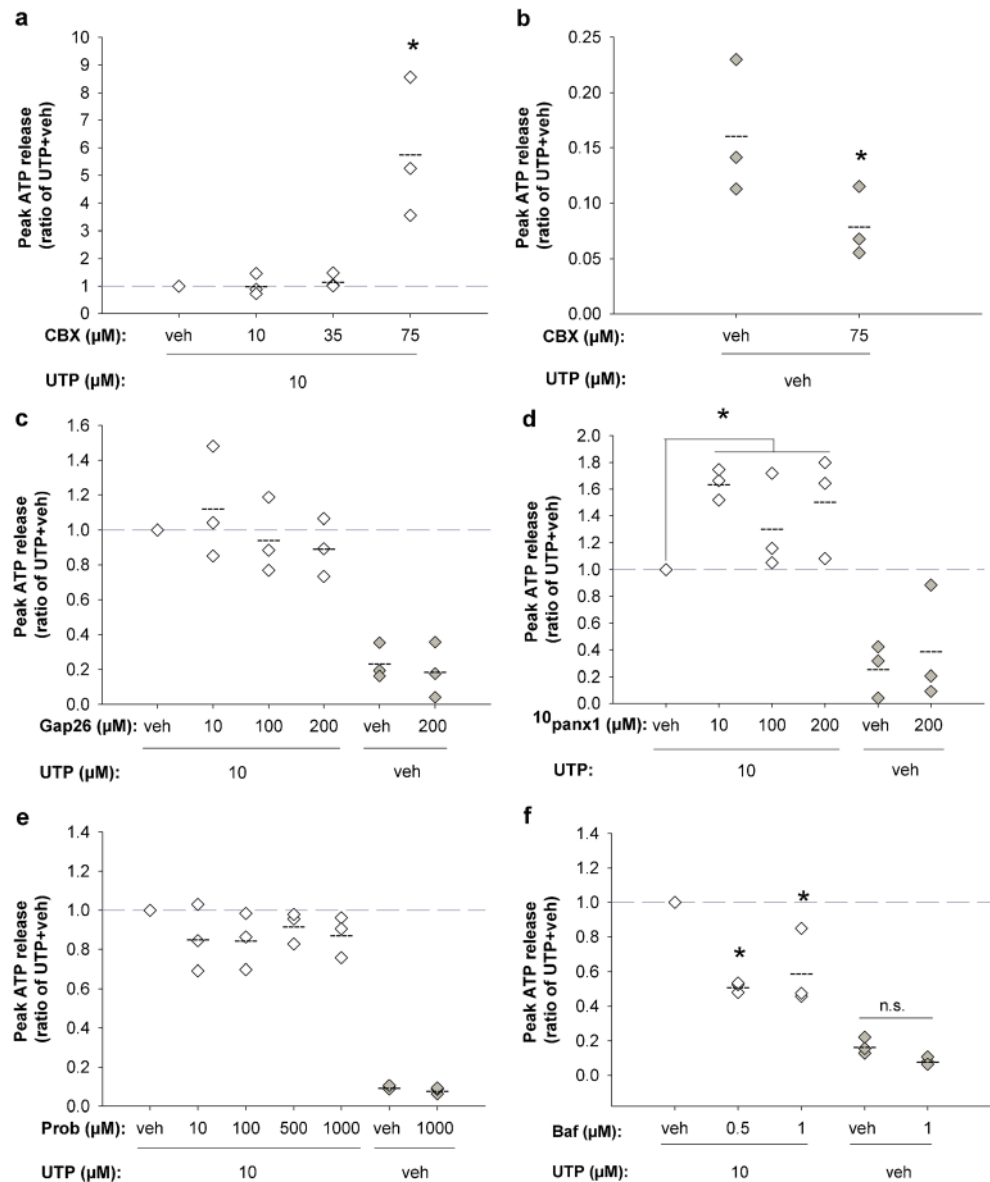 a
Peak ATP release
(ratio of UTP+veh)
10
9
8
7
6
5
4
3
2
1
0
*
CBX (µM): veh 10 35 75
UTP (µM): 10
b
Peak ATP release
(ratio of UTP+veh)
0.25
0.20
0.15
0.10
0.05
0.00
*
CBX (µM): veh 75
UTP (µM): veh
c
Peak ATP release
(ratio of UTP+veh)
1.6
1.4
1.2
1.0
0.8
0.6
0.4
0.2
0.0
Gap26 (µM): veh 10 100 200 veh 200
UTP (µM): 10 veh
d
Peak ATP release
(ratio of UTP+veh)
2.0
1.8
1.6
1.4
1.2
1.0
0.8
0.6
0.4
0.2
0.0
*
10panx1 (µM): veh 10 100 200 veh 200
UTP: 10 veh
e
Peak ATP release
(ratio of UTP+veh)
1.4
1.2
1.0
0.8
0.6
0.4
0.2
0.0
Prob (µM): veh 10 100 500 1000 veh 1000
UTP (µM): 10 veh
f
Peak ATP release
(ratio of UTP+veh)
1.4
1.2
1.0
0.8
0.6
0.4
0.2
0.0
*
*
n.s.
Baf (µM): veh 0.5 1 veh 1
UTP (µM): 10 veh